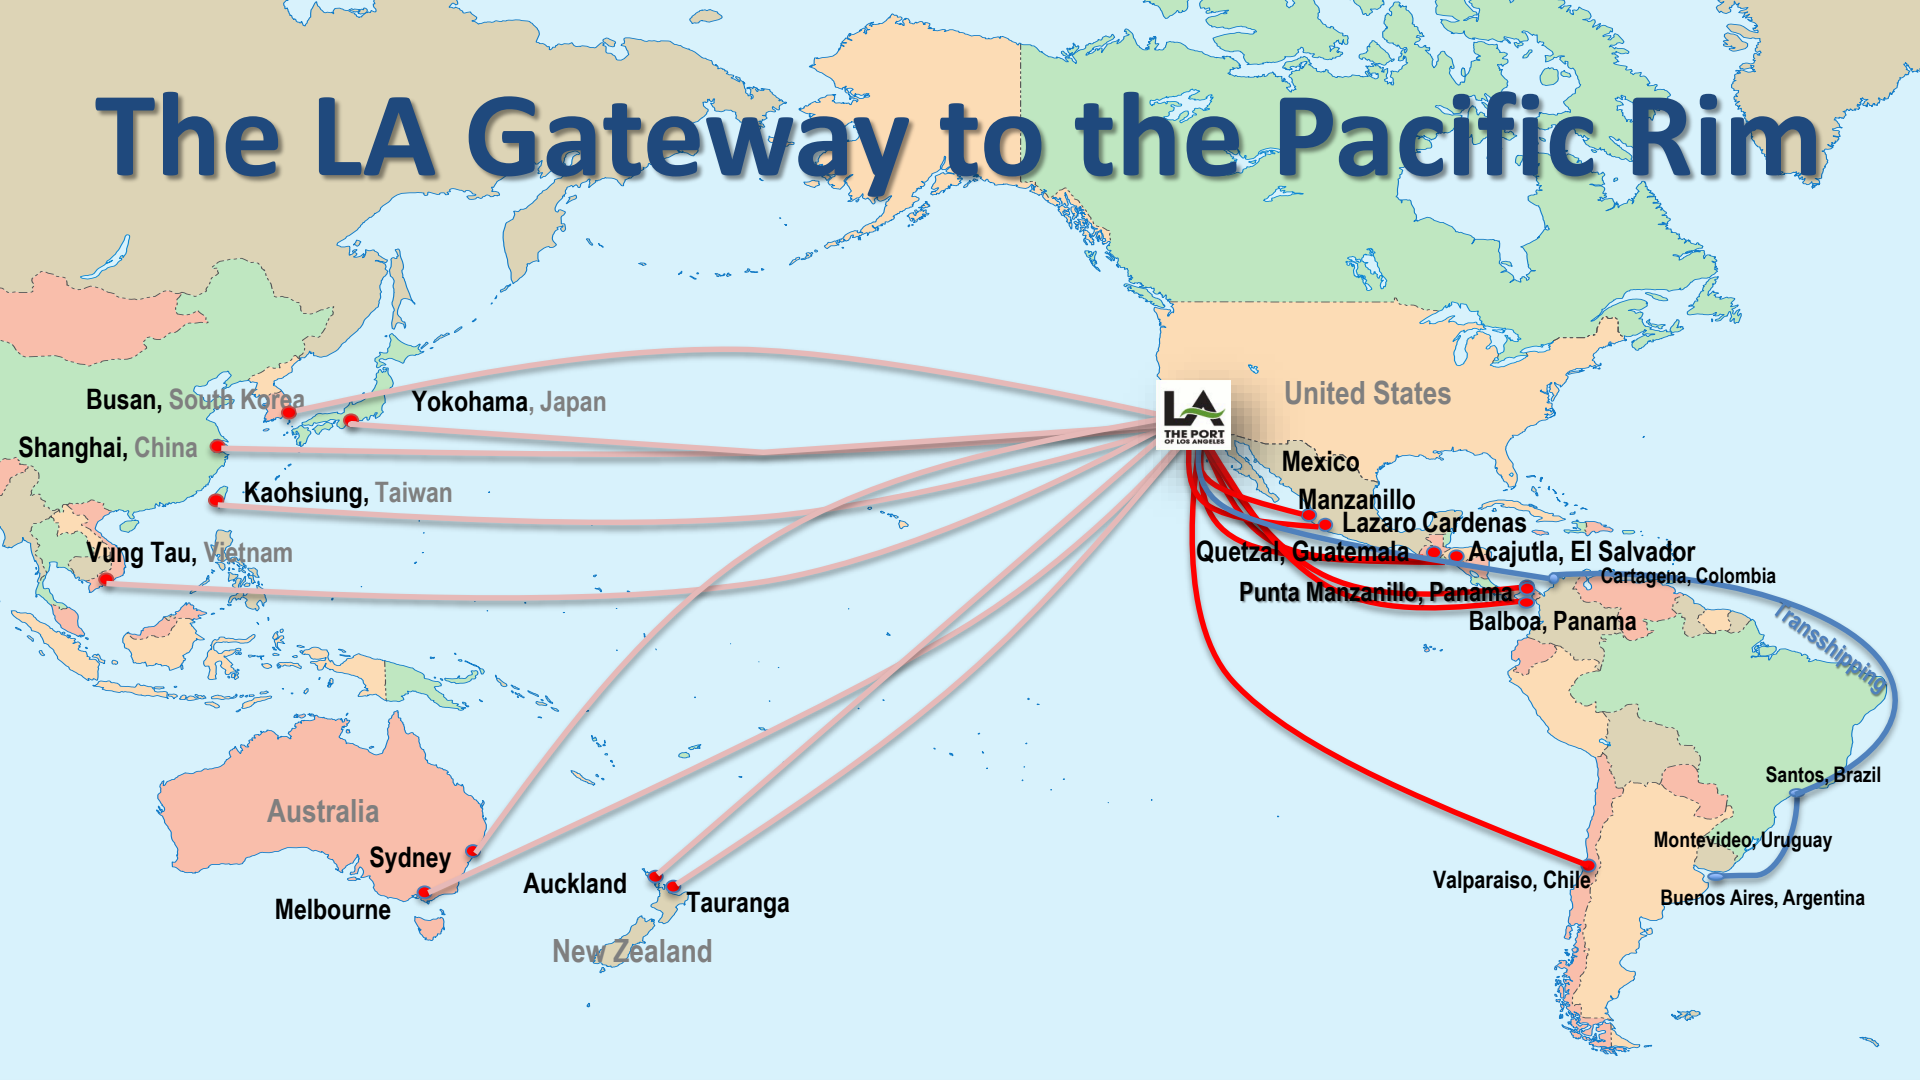 The LA Gateway to the Pacific Rim
Busan, South Korea
Yokohama, Japan
United States
LA
THE PORT
OF LOS ANGELES
Shanghai, China
Mexico
Kaohsiung, Taiwan
Manzanillo
Lazaro Cardenas
Vung Tau, Vietnam
Quetzal, Guatemala
Acajutla, El Salvador
Cartagena, Colombia
Punta Manzanillo, Panama
Balboa, Panama
Transshipping
Santos, Brazil
Australia
Montevideo, Uruguay
Sydney
Auckland
Valparaiso, Chile
Tauranga
Buenos Aires, Argentina
Melbourne
New Zealand